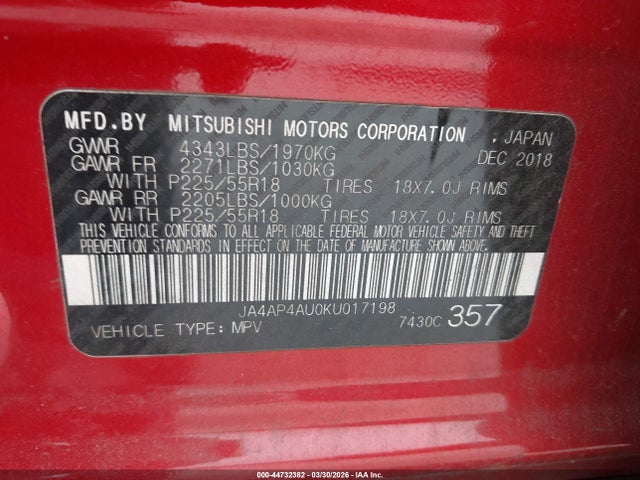 MFD.BY MITSUBISHI MOTORS CORPORATION , JAPAN
GVWR 4343LBS/1970KG DEC 2018
GAWR FR 2271LBS/1030KG
WITH P225/55R18 TIRES 18X7.0J RIMS
GAWR RR 2205LBS/1000KG
WITH P225/55R18 TIRES 18X7.0J RIMS
THIS VEHICLE CONFORMS TO ALL APPLICABLE FEDERAL MOTOR VEHICLE SAFETY AND THEFT
PREVENTION STANDARDS IN EFFECT ON THE DATE OF MANUFACTURE SHOWN ABOVE.
JA4AP4AU0KU017198
VEHICLE TYPE: MPV 7430C 357
000-44732382 | 03/30/2026 - IAA Inc.